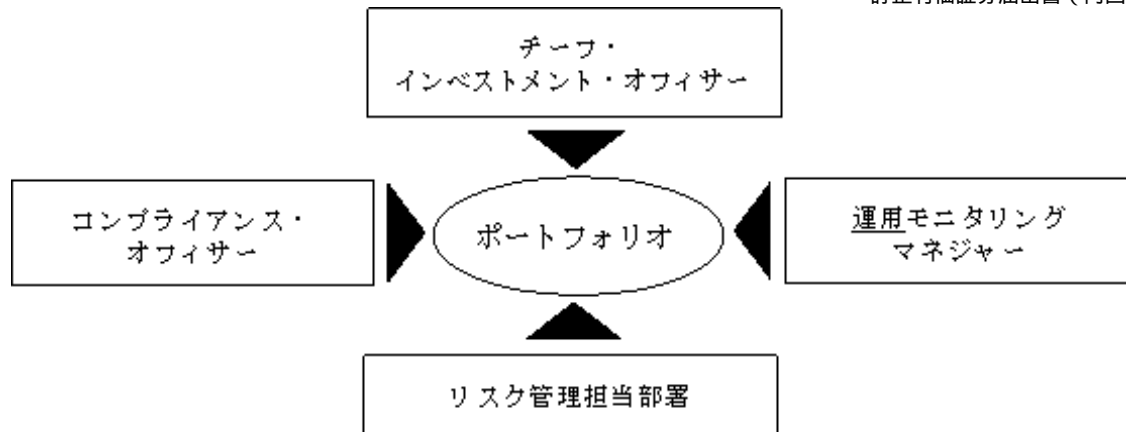 チーフ・
インベストメント・オフィサー
コンプライアンス・
オフィサー
ポートフォリオ
運用モニタリング
マネジャー
リスク管理担当部署